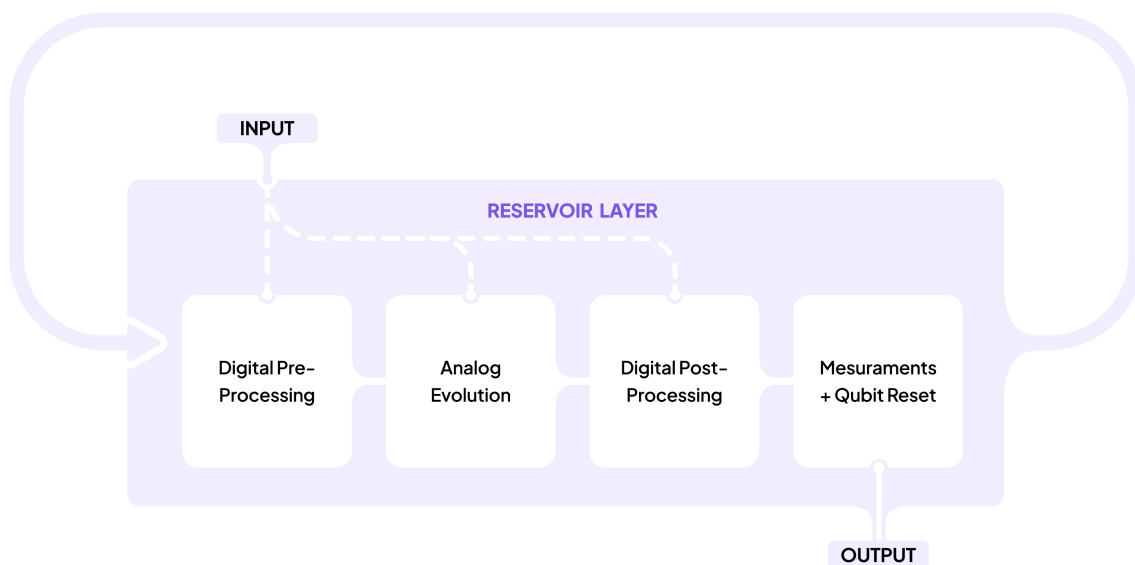 INPUT
RESERVOIR LAYER
Digital Pre-
Processing
Analog
Evolution
Digital Post-
Processing
Mesuraments
+ Qubit Reset
OUTPUT